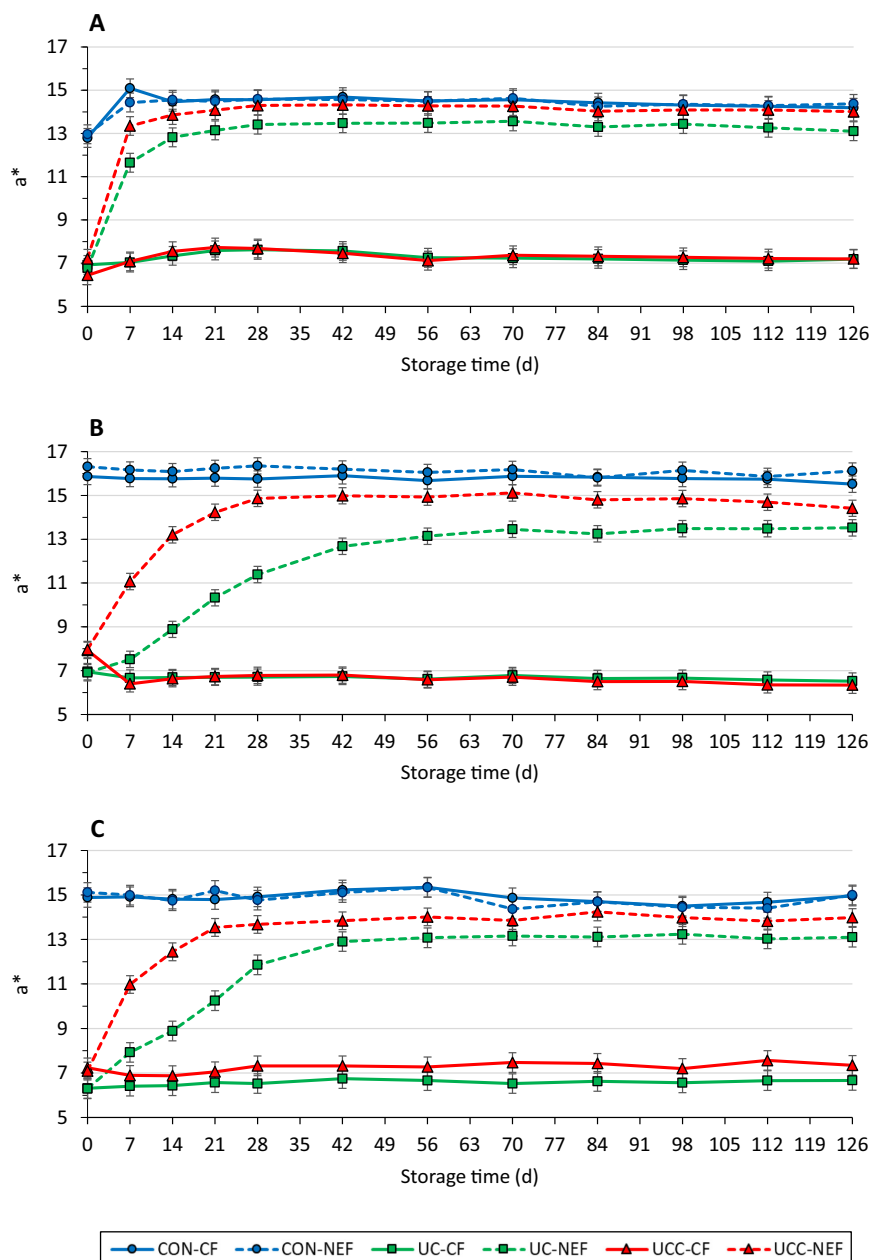 A
17
15
13
11
9
7
5
a*
0 7 14 21 28 35 42 49 56 63 70 77 84 91 98 105 112 119 126
Storage time (d)
B
17
15
13
11
9
7
5
a*
0 7 14 21 28 35 42 49 56 63 70 77 84 91 98 105 112 119 126
Storage time (d)
C
17
15
13
11
9
7
5
a*
0 7 14 21 28 35 42 49 56 63 70 77 84 91 98 105 112 119 126
Storage time (d)
CON-CF CON-NEF UC-CF UC-NEF UCC-CF UCC-NEF